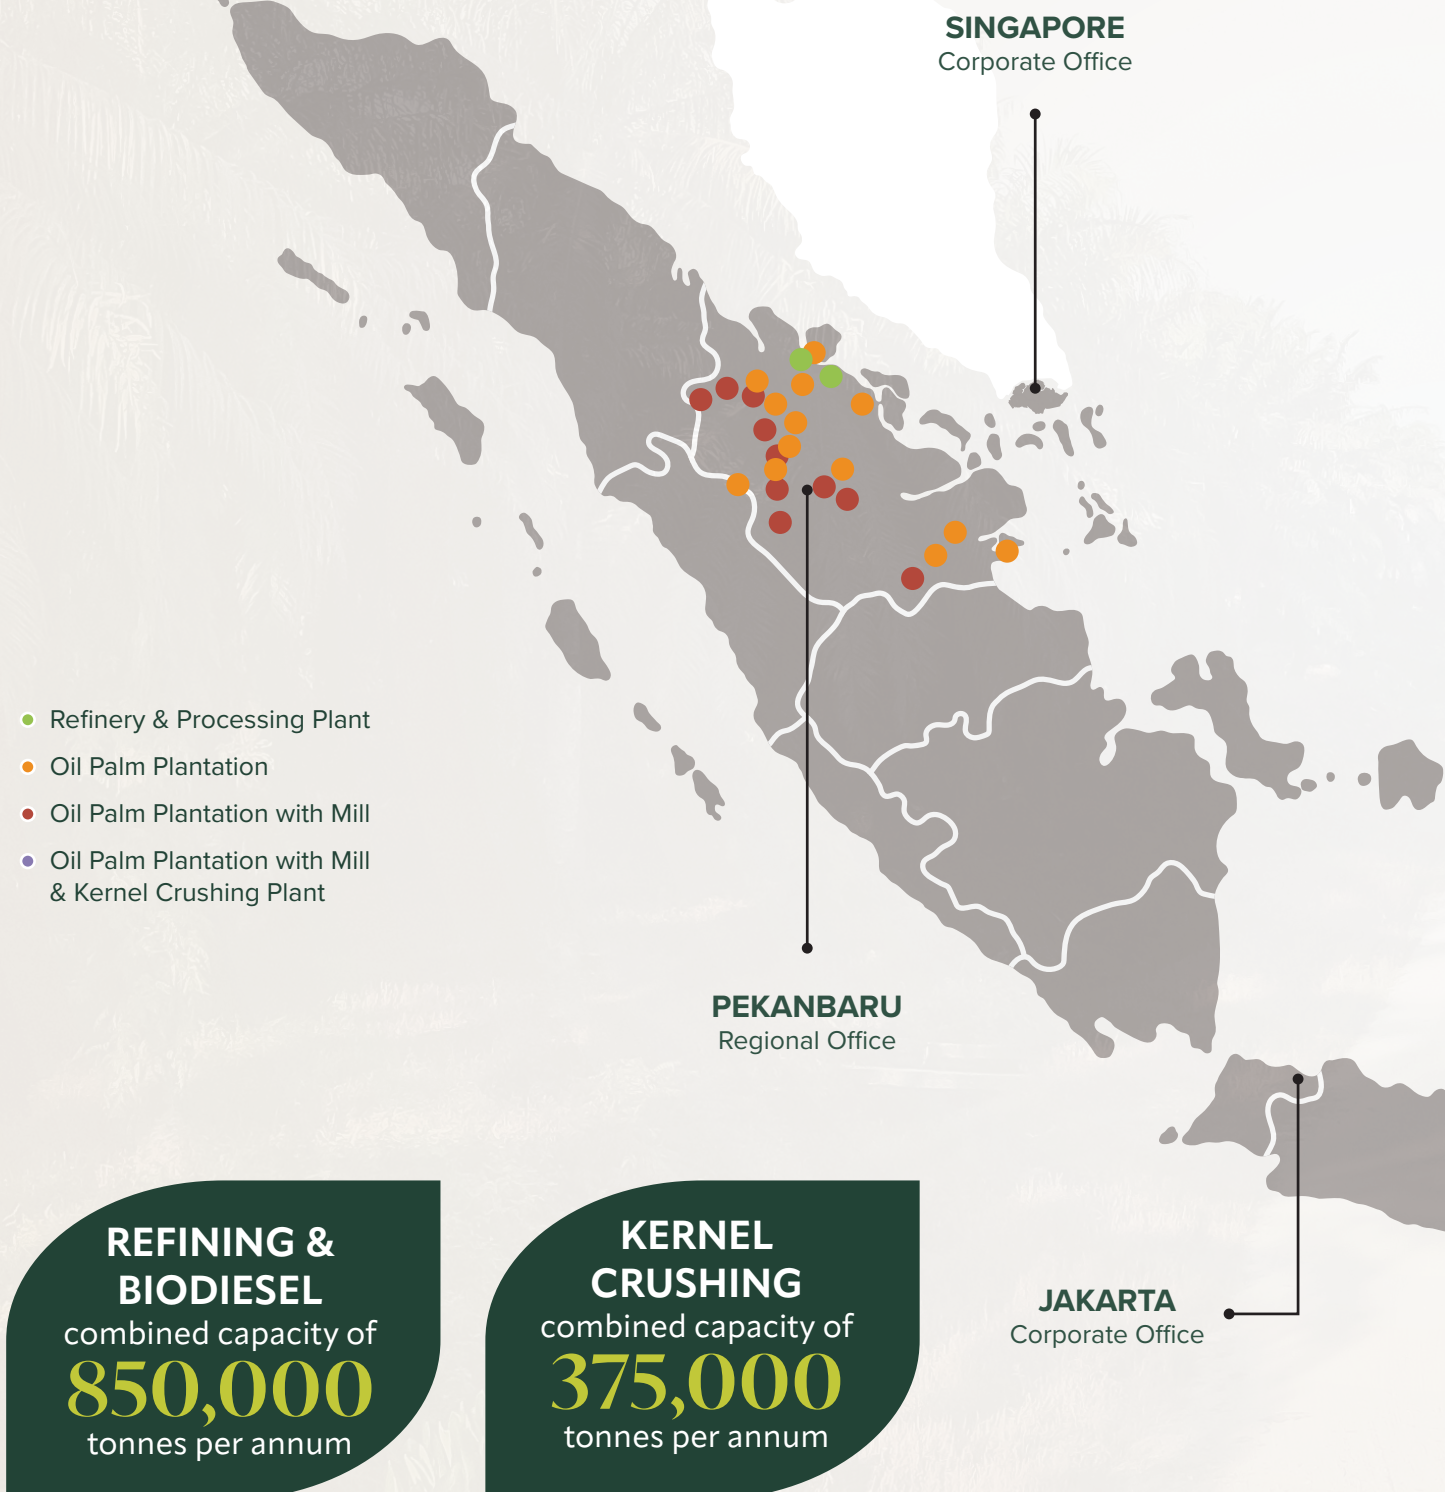 SINGAPORE
Corporate Office
Refinery & Processing Plant
Oil Palm Plantation
Oil Palm Plantation with Mill
Oil Palm Plantation with Mill
& Kernel Crushing Plant
PEKANBARU
Regional Office
JAKARTA
Corporate Office
REFINING &
BIODIESEL
combined capacity of
850,000
tonnes per annum
KERNEL
CRUSHING
combined capacity of
375,000
tonnes per annum